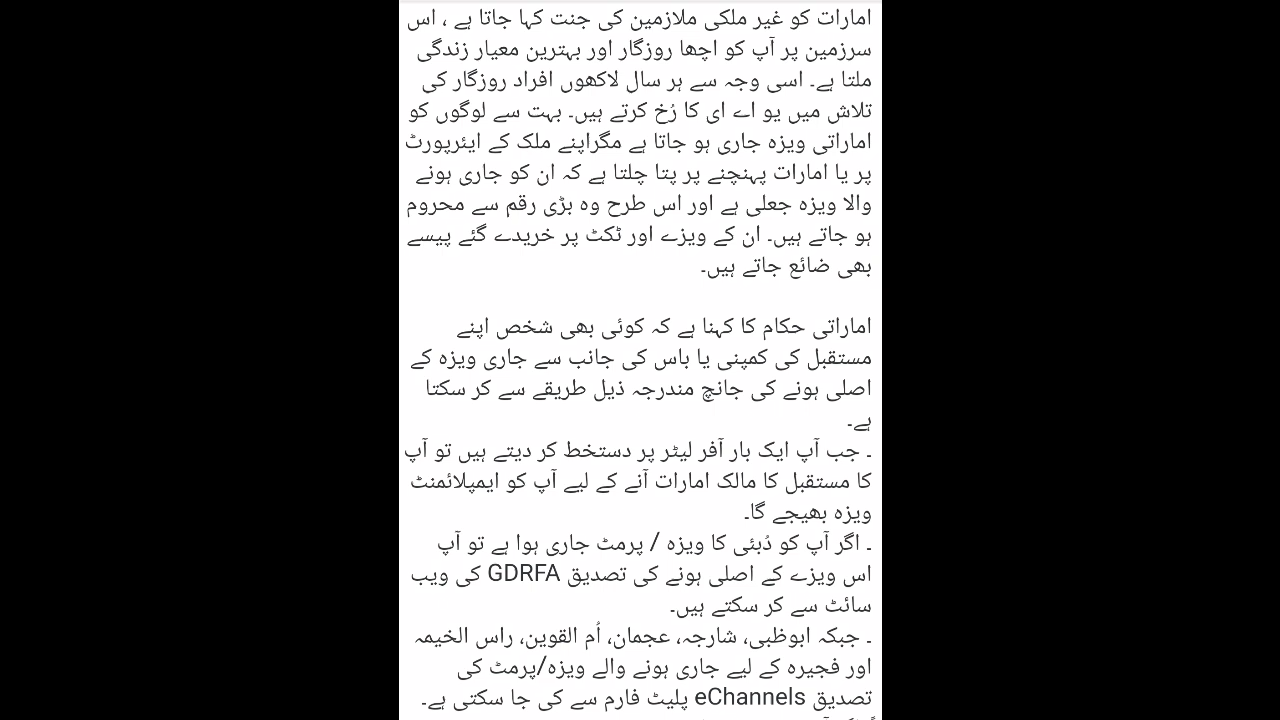 امارات کو غیر ملکی ملازمین کی جنت کہا جاتا ہے ، اس
سرزمین پر آپ کو اچھا روزگار اور بہترین معیار زندگی
ملتا ہے۔ اسی وجہ سے ہر سال لاکھوں افراد روزگار کی
تلاش میں یو اے ای کا رُخ کرتے ہیں۔ بہت سے لوگوں کو
اماراتی ویزہ جاری ہو جاتا ہے مگراپنے ملک کے ایئرپورٹ
پر یا امارات پہنچنے پر پتا چلتا ہے کہ ان کو جاری ہونے
والا ویزہ جعلی ہے اور اس طرح وہ بڑی رقم سے محروم
ہو جاتے ہیں۔ ان کے ویزے اور ٹکٹ پر خریدے گئے پیسے
بھی ضائع جاتے ہیں۔
اماراتی حکام کا کہنا ہے کہ کوئی بھی شخص اپنے
مستقبل کی کمپنی یا باس کی جانب سے جاری ویزہ کے
اصلی ہونے کی جانچ مندرجہ ذیل طریقے سے کر سکتا
ہے۔
۔ جب آپ ایک بار آفر لیٹر پر دستخط کر دیتے ہیں تو آپ
کا مستقبل کا مالک امارات آنے کے لیے آپ کو ایمپلائمنٹ
ویزہ بھیجے گا۔
۔ اگر آپ کو دُبئی کا ویزہ / پرمٹ جاری ہوا ہے تو آپ
اس ویزے کے اصلی ہونے کی تصدیق GDRFA کی ویب
سائٹ سے کر سکتے ہیں۔
۔ جبکہ ابوظبی، شارجہ، عجمان، اُم القوین، راس الخیمہ
اور فجیرہ کے لیے جاری ہونے والے ویزہ/پرمٹ کی
تصدیق eChannels پلیٹ فارم سے کی جا سکتی ہے۔